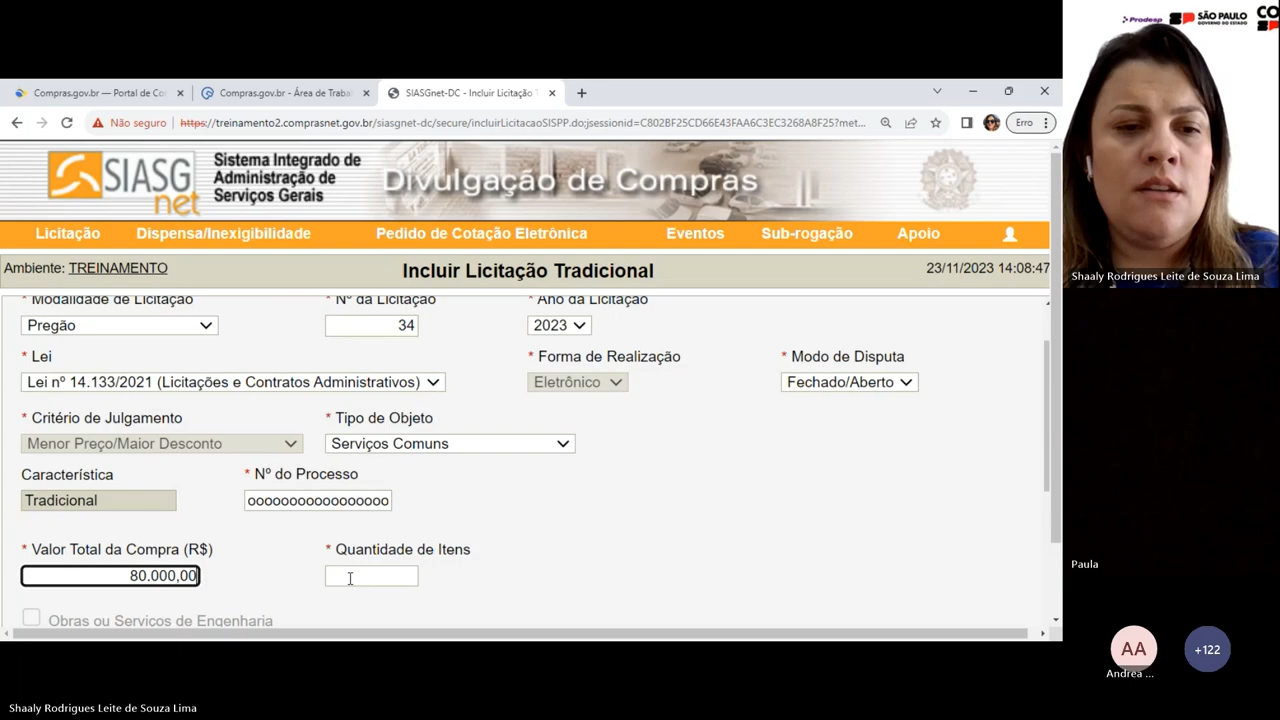 Prodesp
SÃO PAULO
GOVERNO DO ESTADO
CO
Compras.gov.br — Portal de Co
Compras.gov.br - Área de Traba
SIASGnet-DC - Incluir Licitação T
Não seguro
https://treinamento2.comprasnet.gov.br/siasgnet-dc/secure/incluirLicitacaoSISPP.do;jsessionid=C802BF25CD66E43FAA6C3EC3268A8F25?met...
Erro
SIASG
net
Sistema Integrado de
Administração de
Serviços Gerais
Divulgação de Compras
Licitação
Dispensa/Inexigibilidade
Pedido de Cotação Eletrônica
Eventos
Sub-rogação
Apoio
Ambiente: TREINAMENTO
Incluir Licitação Tradicional
23/11/2023 14:08:47
* Modalidade de Licitação
* Nº da Licitação
* Ano da Licitação
Pregão
34
2023
* Lei
* Forma de Realização
* Modo de Disputa
Lei nº 14.133/2021 (Licitações e Contratos Administrativos)
Eletrônico
Fechado/Aberto
* Critério de Julgamento
* Tipo de Objeto
Menor Preço/Maior Desconto
Serviços Comuns
Característica
* Nº do Processo
Tradicional
ooooooooooooooooo
* Valor Total da Compra (R$)
* Quantidade de Itens
80.000,00
Obras ou Serviços de Engenharia
Shaaly Rodrigues Leite de Souza Lima
Paula
AA
Andrea ...
+122
Shaaly Rodrigues Leite de Souza Lima